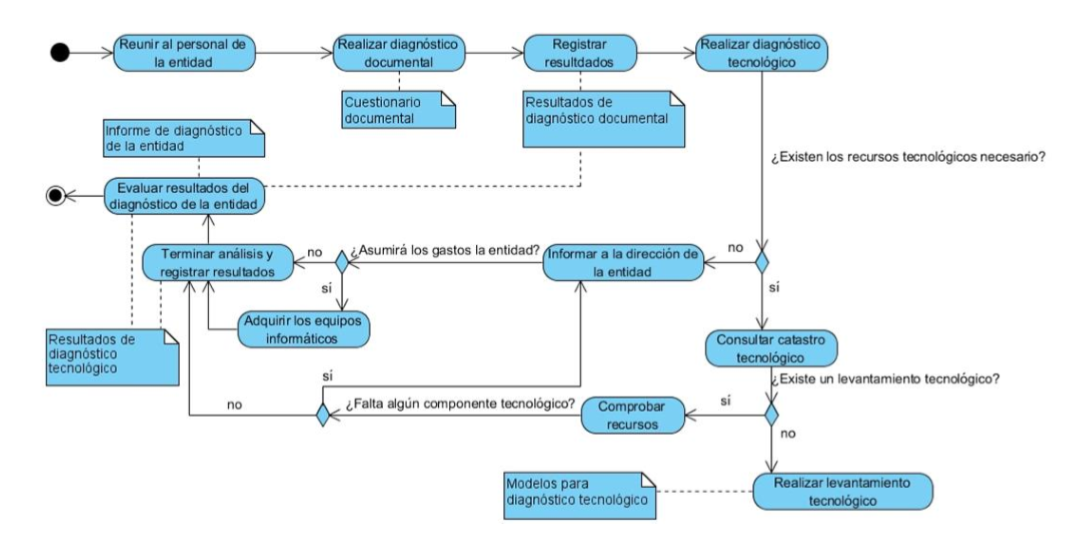 Reunir al personal de
la entidad
Realizar diagnóstico
documental
Registrar
resultdados
Realizar diagnóstico
tecnológico
Cuestionario
documental
Resultados de
diagnóstico documental
Informe de diagnóstico
de la entidad
¿Existen los recursos tecnológicos necesario?
Evaluar resultados del
diagnóstico de la entidad
Terminar análisis y
registrar resultados
no
¿Asumirá los gastos la entidad?
Informar a la dirección de
la entidad
no
sí
sí
Adquirir los equipos
informáticos
Resultados de
diagnóstico
tecnológico
Consultar catastro
tecnológico
¿Existe un levantamiento tecnológico?
sí
no
¿Falta algún componente tecnológico?
Comprobar
recursos
sí
no
Modelos para
diagnóstico tecnológico
Realizar levantamiento
tecnológico